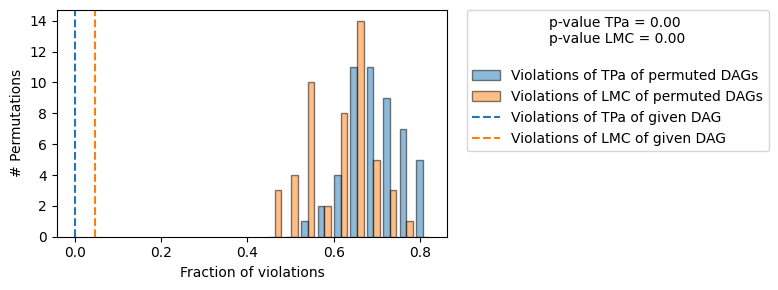 14
12
10
8
6
4
2
0
# Permutations
0.0 0.2 0.4 0.6 0.8
Fraction of violations
p-value TPa = 0.00
p-value LMC = 0.00
Violations of TPa of permuted DAGs
Violations of LMC of permuted DAGs
Violations of TPa of given DAG
Violations of LMC of given DAG